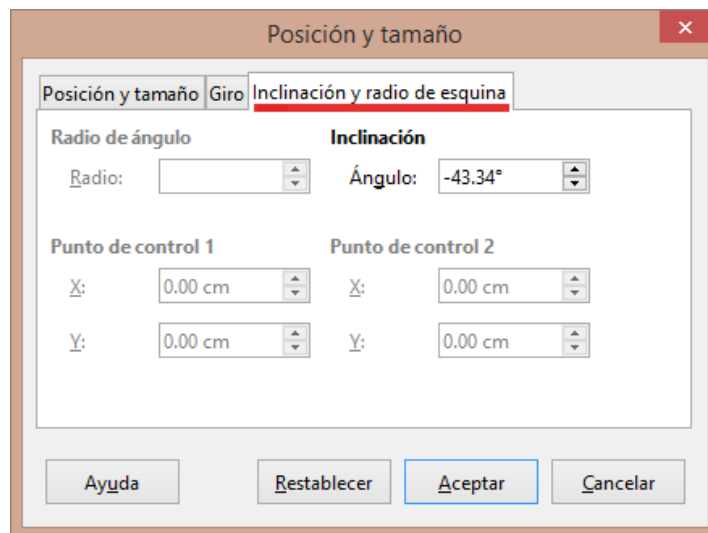 Posición y tamaño
Posición y tamaño Giro Inclinación y radio de esquina
Radio de ángulo Inclinación
Radio: Ángulo: -43.34°
Punto de control 1 Punto de control 2
X: 0.00 cm X: 0.00 cm
Y: 0.00 cm Y: 0.00 cm
Ayuda Restablecer Aceptar Cancelar